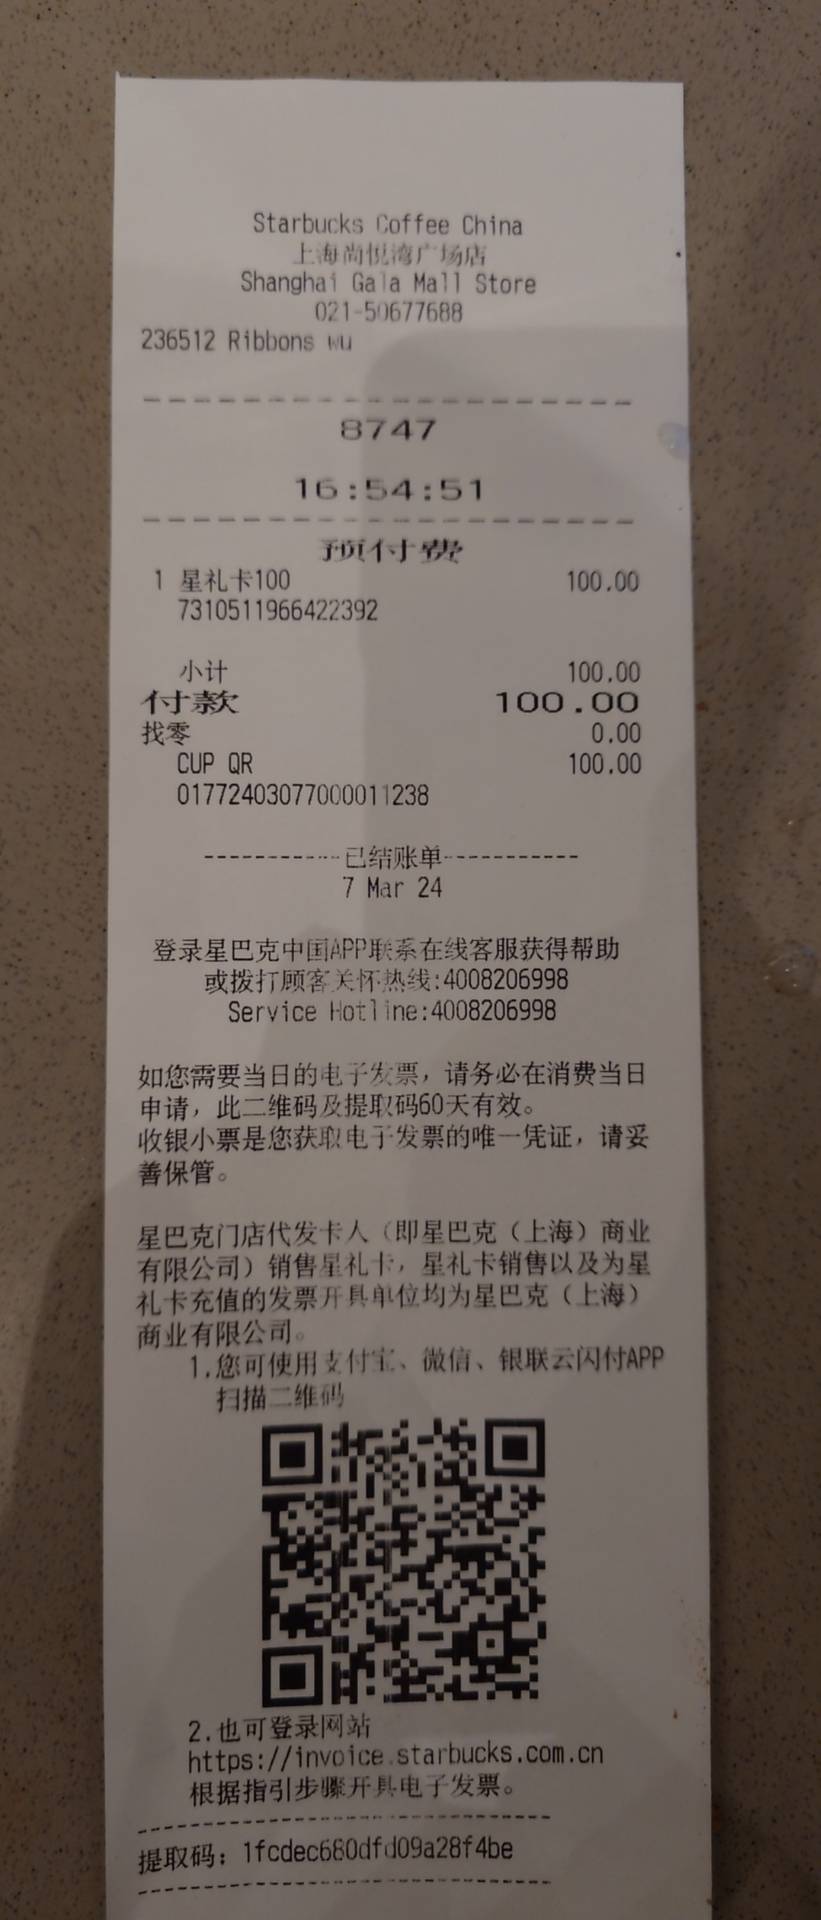 Starbucks Coffee China
上海尚悦湾广场店
Shanghai Gala Mall Store
021-50677688
236512 Ribbons wu
8747
16:54:51
预付费
1 星礼卡100 100.00
7310511966422392
小计 100.00
付款 100.00
找零 0.00
CUP QR 100.00
01772403077000011238
-----------已结账单-----------
7 Mar 24
登录星巴克中国APP联系在线客服获得帮助
或拨打顾客关怀热线:4008206998
Service Hotline:4008206998
如您需要当日的电子发票，请务必在消费当日
申请，此二维码及提取码60天有效。
收银小票是您获取电子发票的唯一凭证，请妥
善保管。
星巴克门店代发卡人（即星巴克（上海）商业
有限公司）销售星礼卡，星礼卡销售以及为星
礼卡充值的发票开具单位均为星巴克（上海）
商业有限公司。
1.您可使用支付宝、微信、银联云闪付APP
扫描二维码
2.也可登录网站
https://invoice.starbucks.com.cn
根据指引步骤开具电子发票。
提取码：1fcdec680dfd09a28f4be